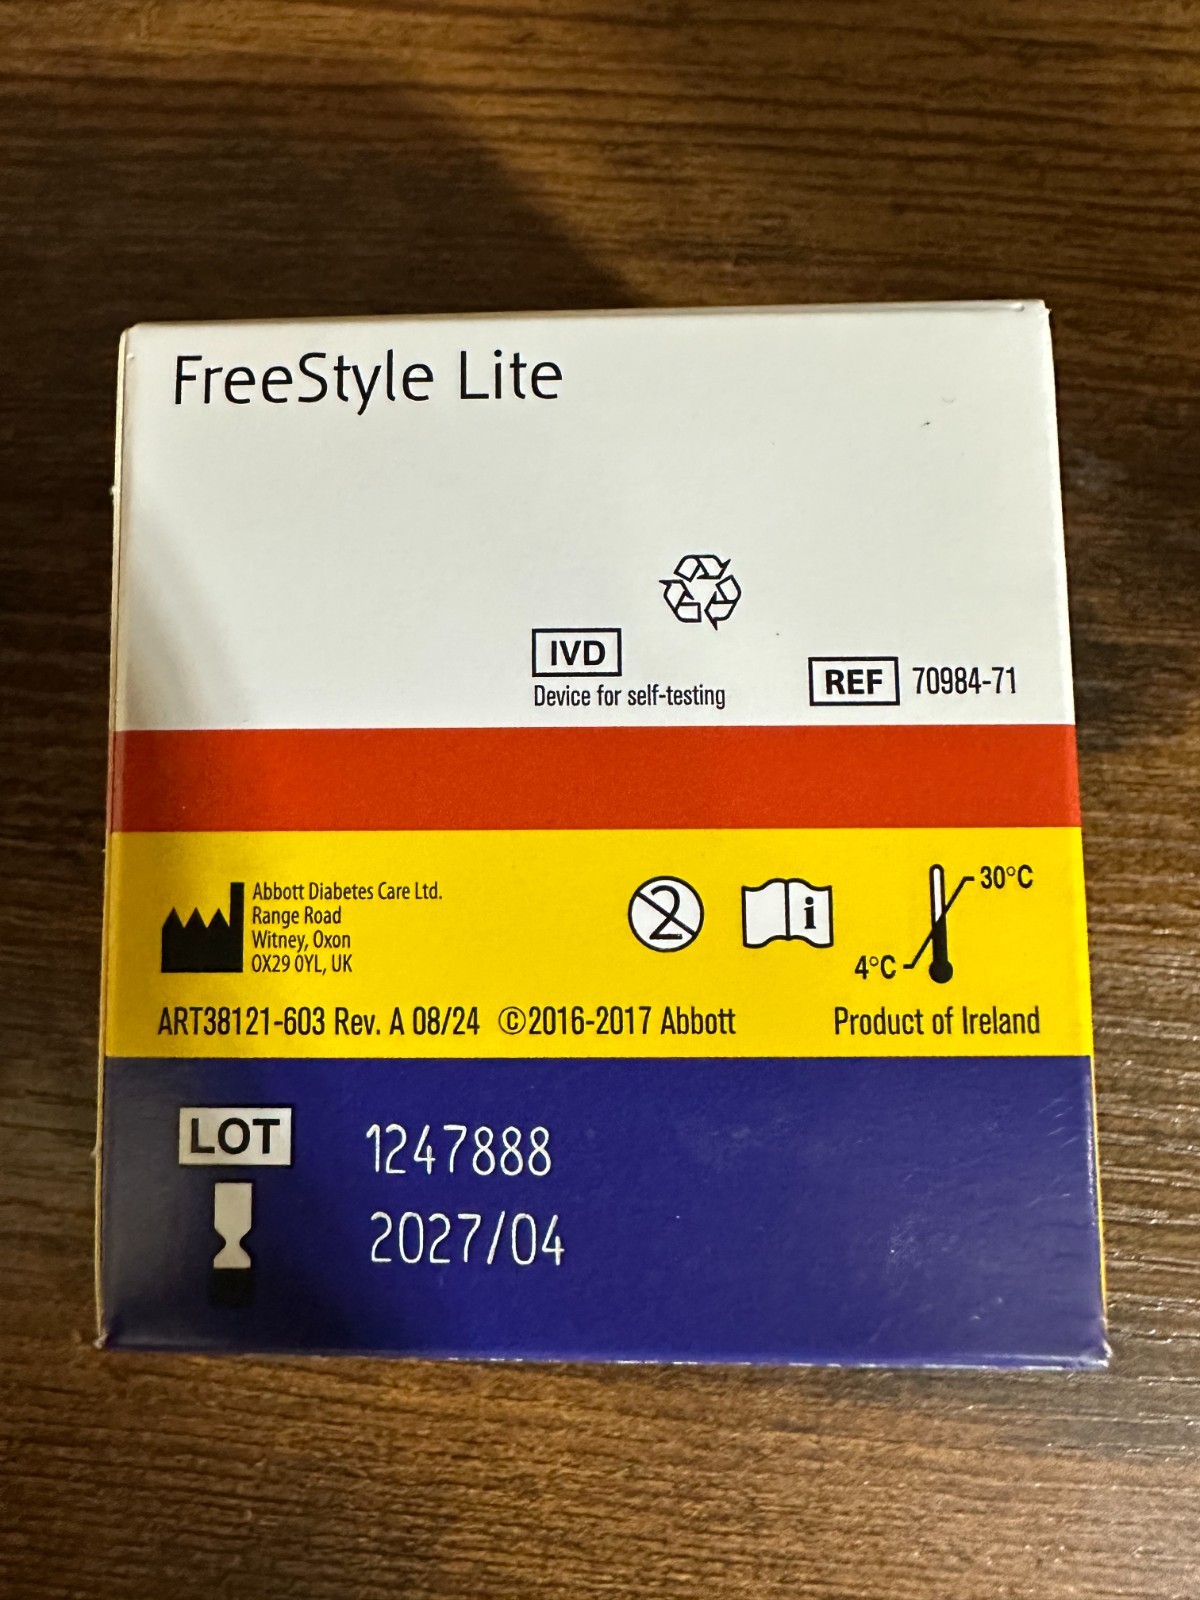 FreeStyle Lite
IVD
Device for self-testing
REF 70984-71
Abbott Diabetes Care Ltd.
Range Road
Witney, Oxon
OX29 0YL, UK
2
i
30°C
4°C
ART38121-603 Rev. A 08/24 ©2016-2017 Abbott
Product of Ireland
LOT 1247888
2027/04